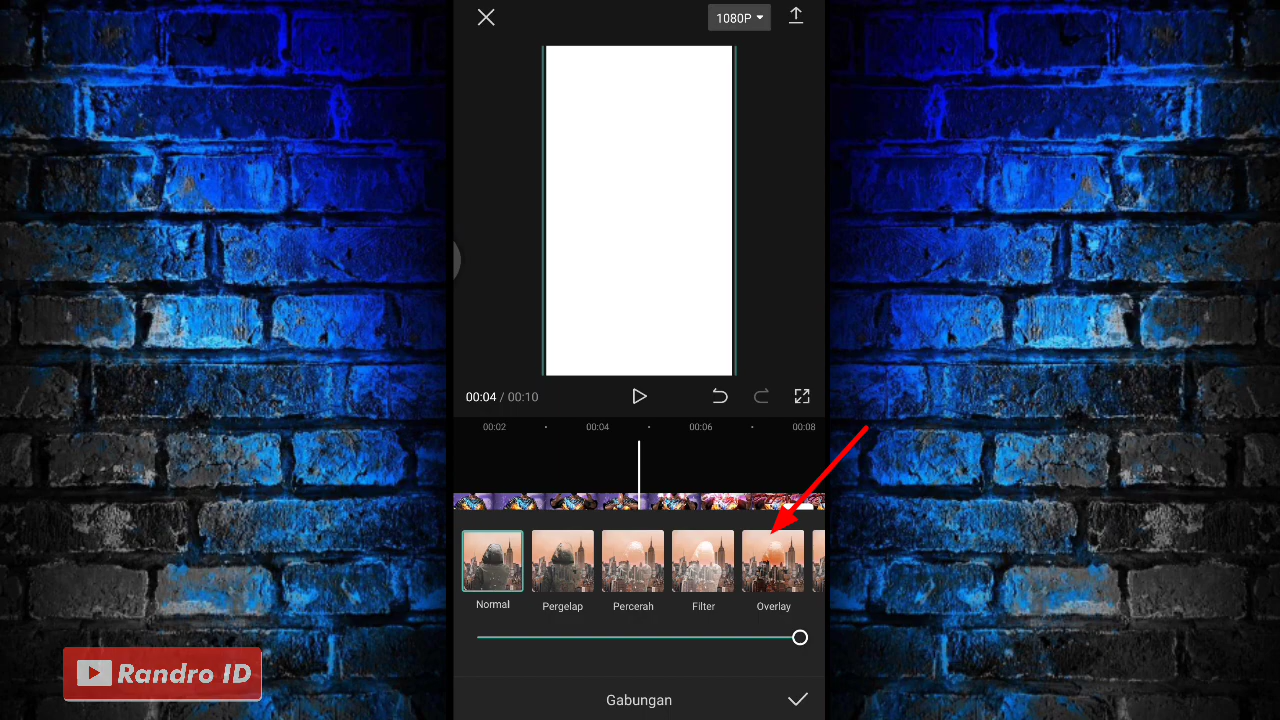 1080P
00:04 / 00:10
00:02 00:04 00:06 00:08
Normal Pergelap Percerah Filter Overlay
Gabungan
Randro ID